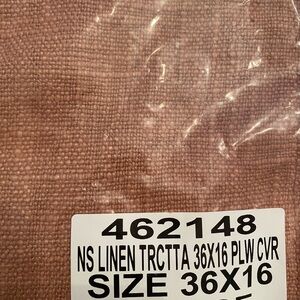 462148
NS LINEN TRCTTA 36X16 PLW CVR
SIZE 36X16